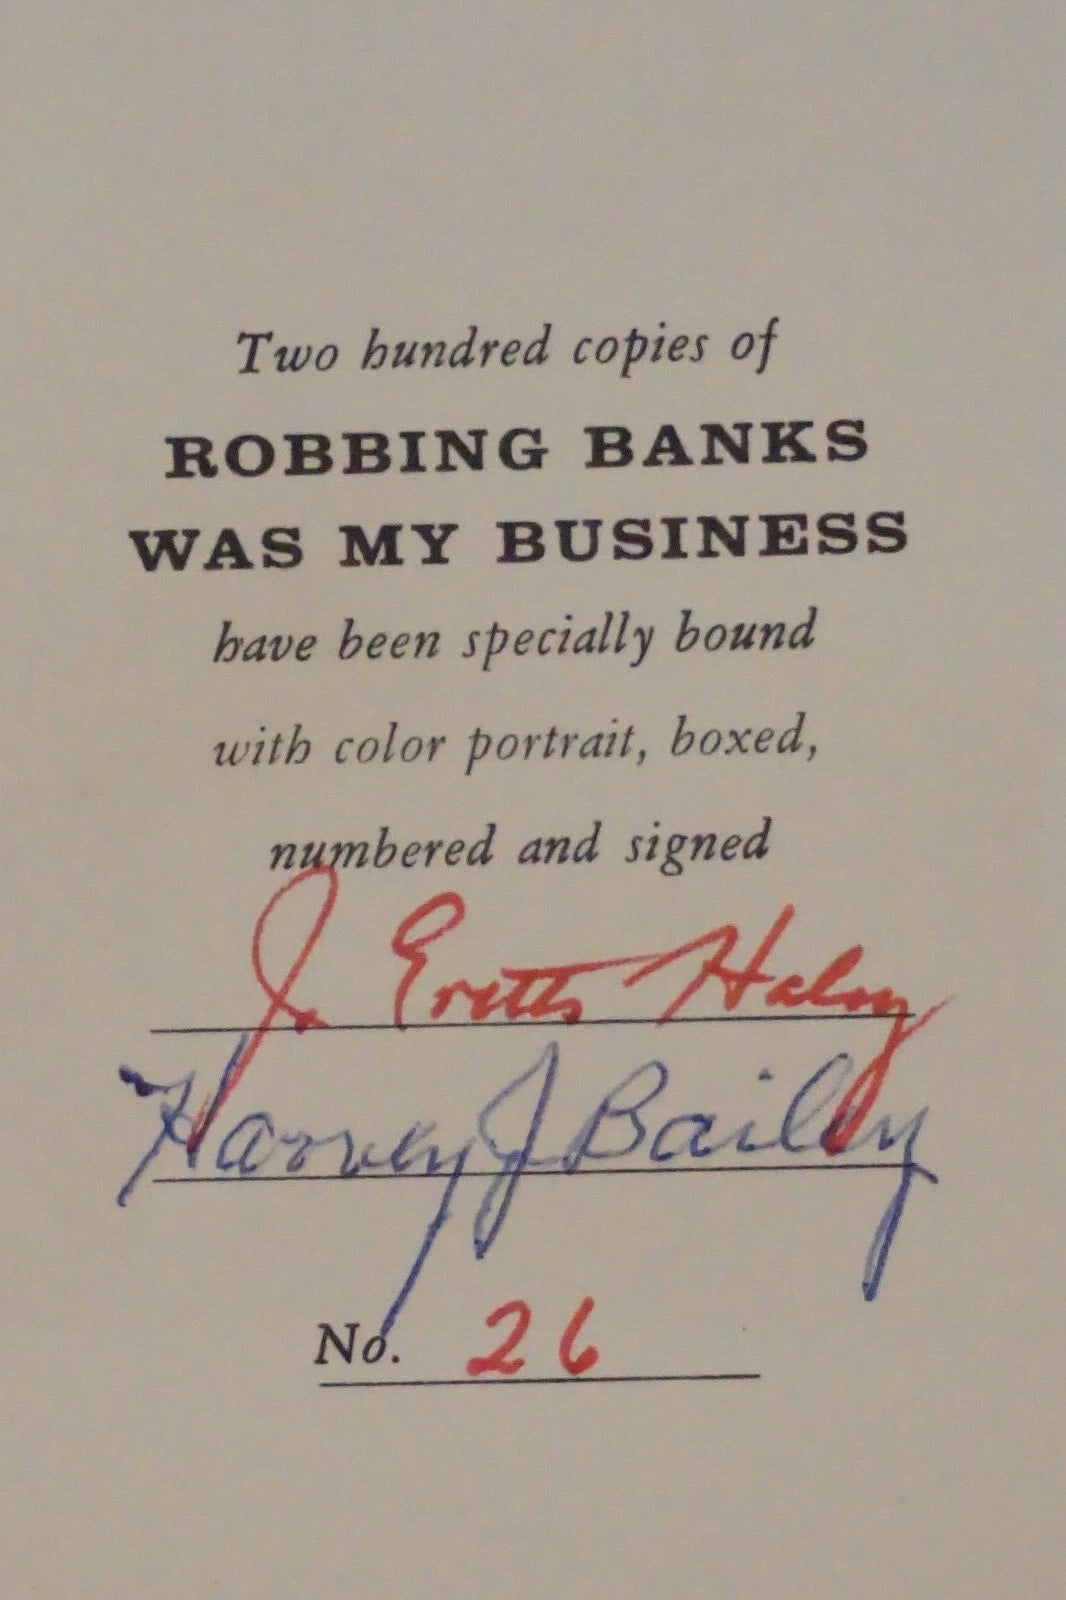 Two hundred copies of
ROBBING BANKS
WAS MY BUSINESS
have been specially bound
with color portrait, boxed,
numbered and signed
J. Evetts Haley
Harvey J Bailey
No. 26